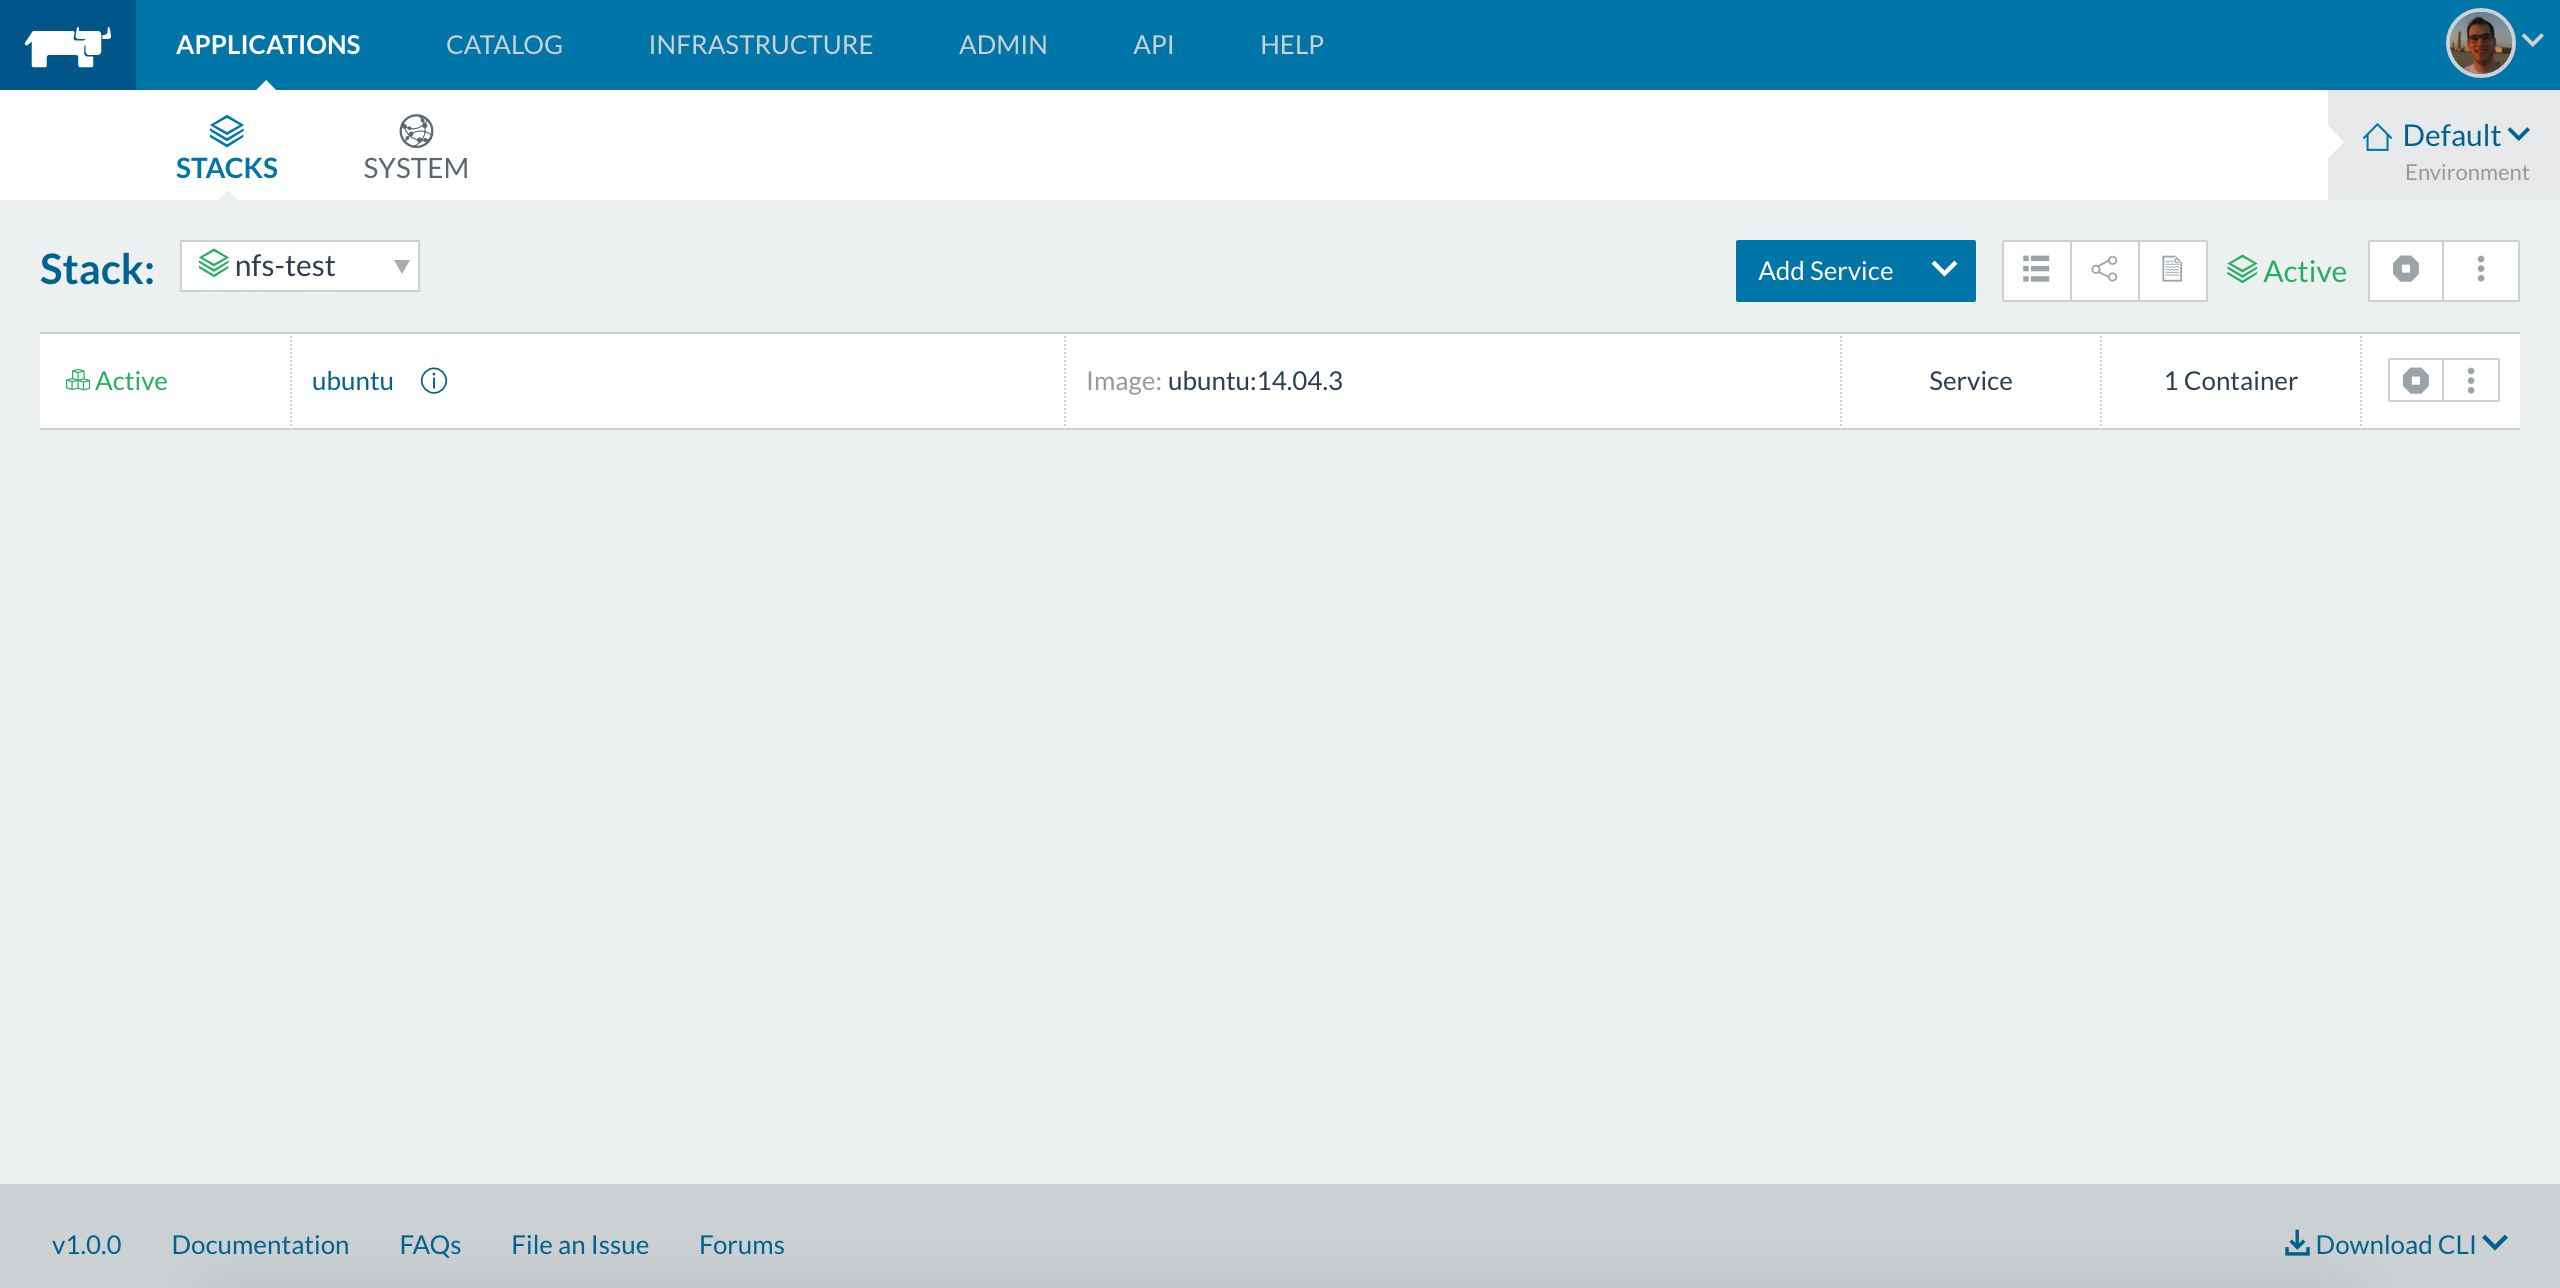 APPLICATIONS CATALOG INFRASTRUCTURE ADMIN API HELP
STACKS SYSTEM
Default
Environment
Stack: nfs-test Add Service Active
Active ubuntu Image: ubuntu:14.04.3 Service 1 Container
v1.0.0 Documentation FAQs File an Issue Forums Download CLI